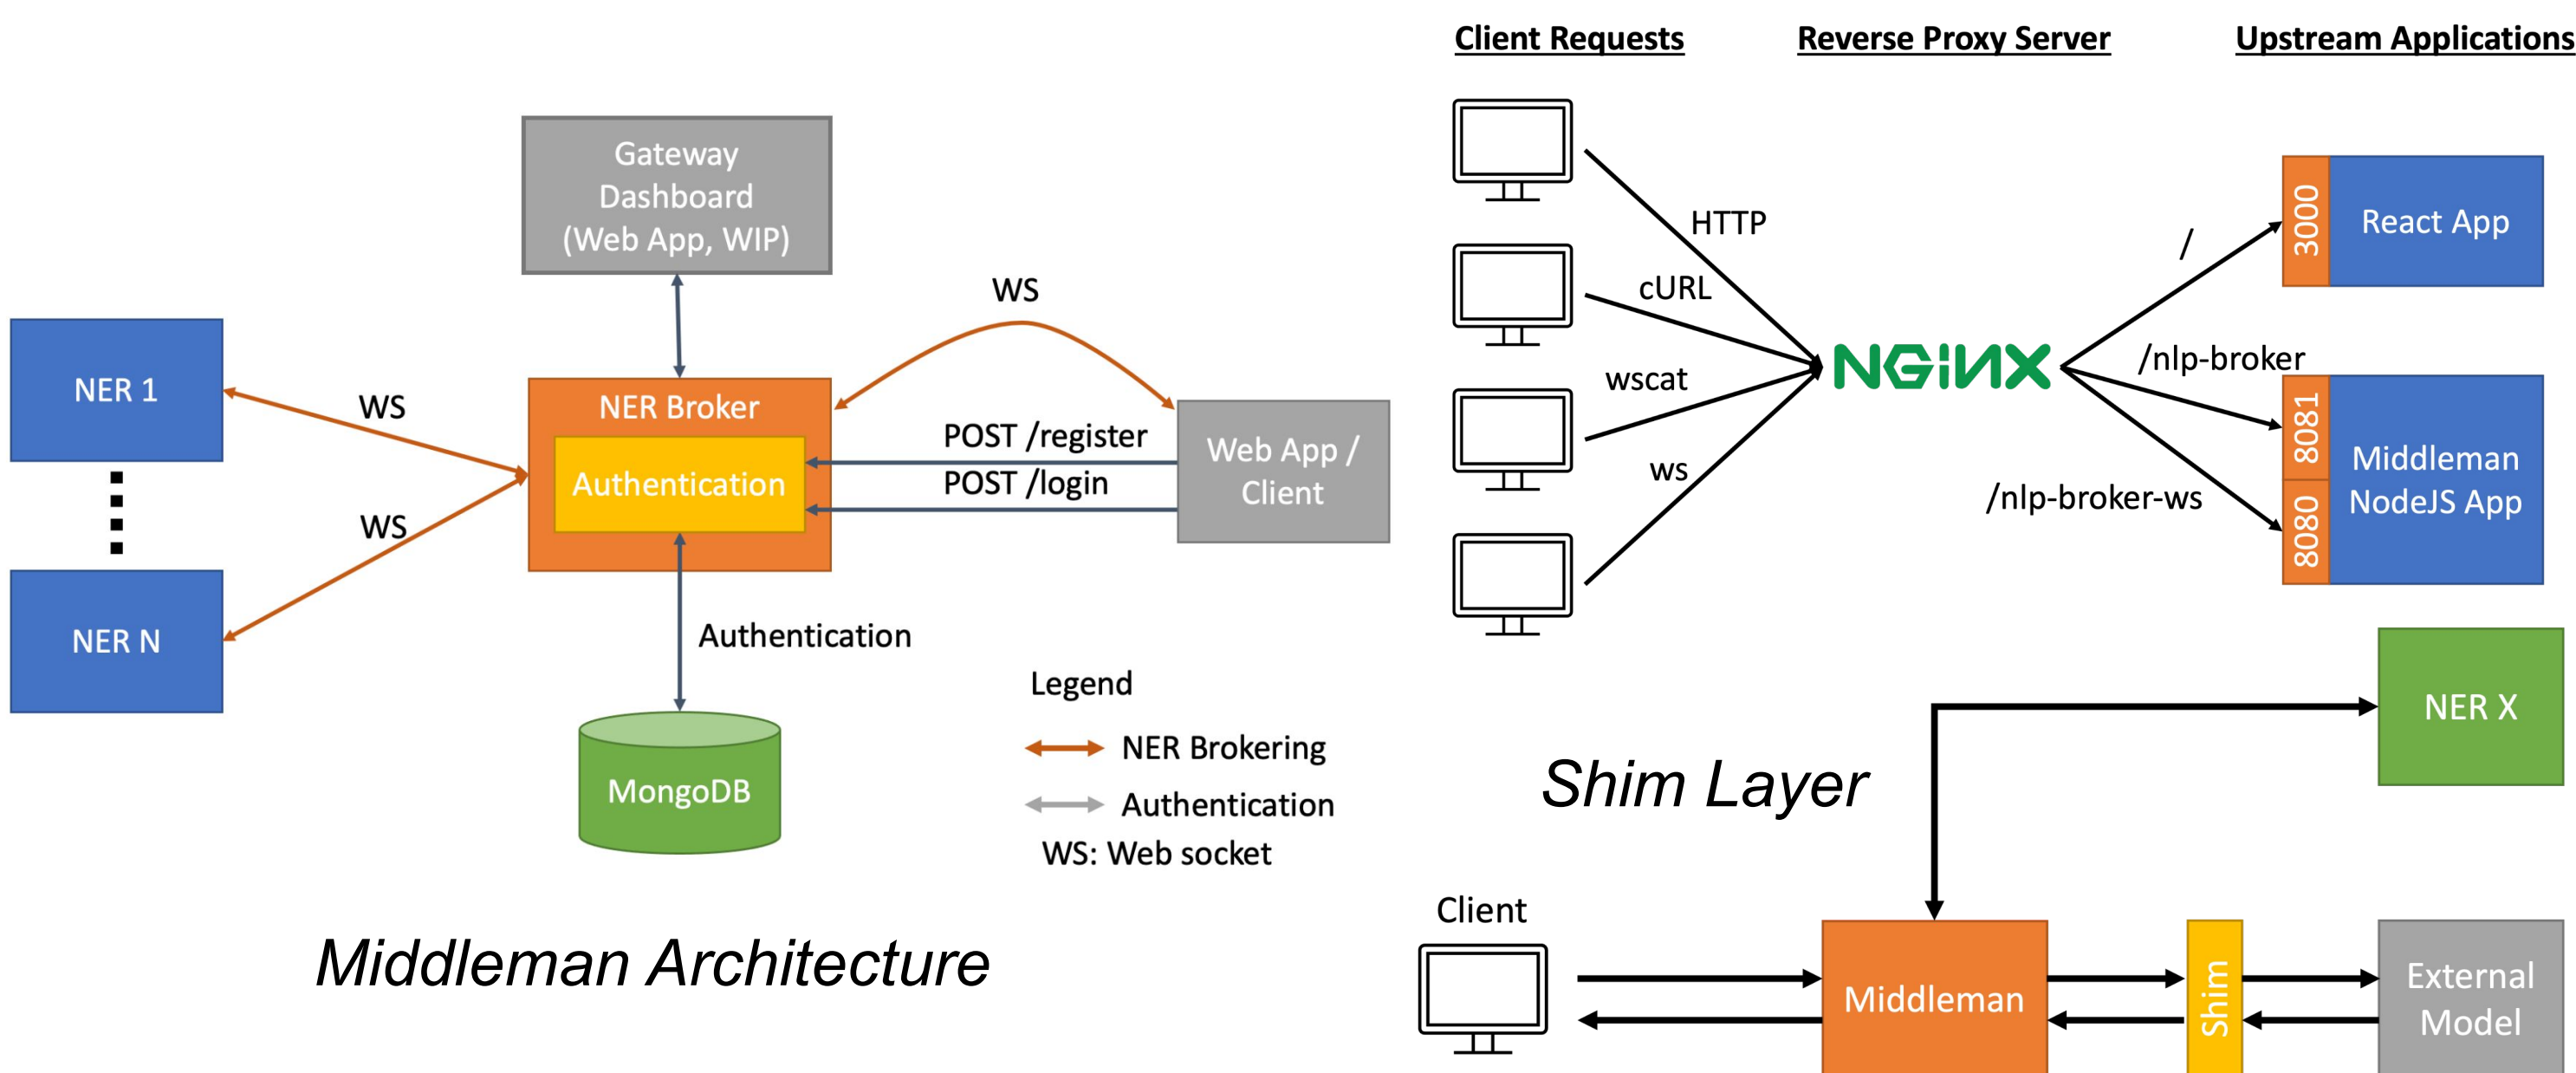 Gateway
Dashboard
(Web App, WIP)
NER 1
NER N
WS
WS
NER Broker
Authentication
WS
POST /register
POST /login
Web App /
Client
Authentication
MongoDB
Legend
NER Brokering
Authentication
WS: Web socket
Middleman Architecture
Client Requests
Reverse Proxy Server
Upstream Applications
HTTP
cURL
wscat
ws
NGINX
/
/nlp-broker
/nlp-broker-ws
3000
React App
8081
8080
Middleman
NodeJS App
Shim Layer
NER X
Client
Middleman
Shim
External
Model